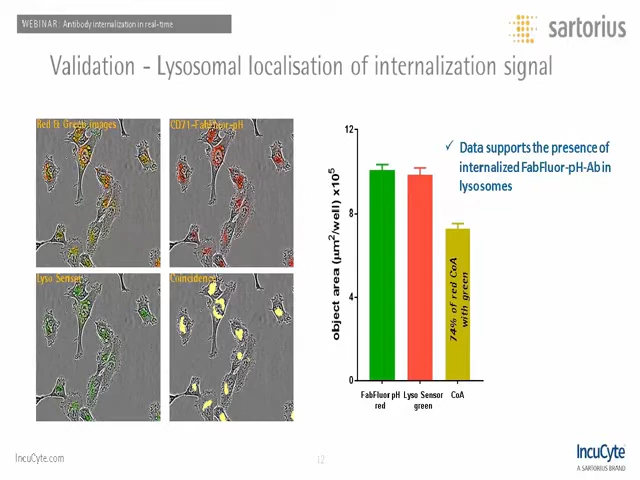 WEBINAR: Antibody internalization in real-time
sartorius
Validation - Lysosomal localisation of internalization signal
Red & Green images
CD71-FabFluor-pH
Lyso Sensor
Coincidence
12
8
4
0
object area (µm²/well) x10⁵
74% of red CoA
with green
FabFluor pH
red
Lyso Sensor
green
CoA
✓ Data supports the presence of
internalized FabFluor-pH-Ab in
lysosomes
IncuCyte.com
12
IncuCyte
A SARTORIUS BRAND